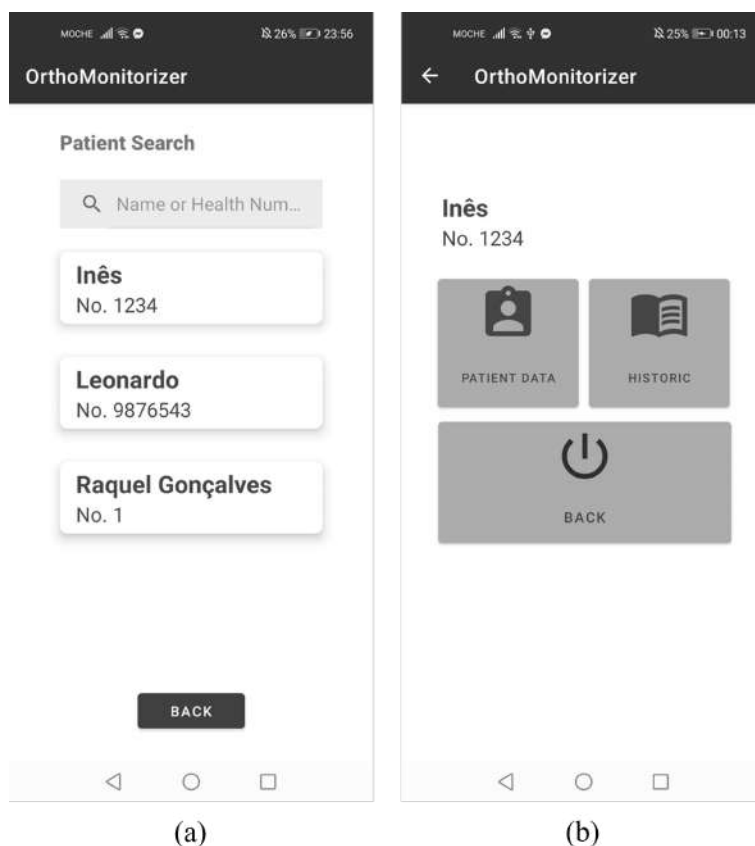 MOCHE 26% 23:56
OrthoMonitorizer
Patient Search
Name or Health Num...
Inês
No. 1234
Leonardo
No. 9876543
Raquel Gonçalves
No. 1
BACK
(a)
MOCHE 25% 00:13
OrthoMonitorizer
Inês
No. 1234
PATIENT DATA
HISTORIC
BACK
(b)